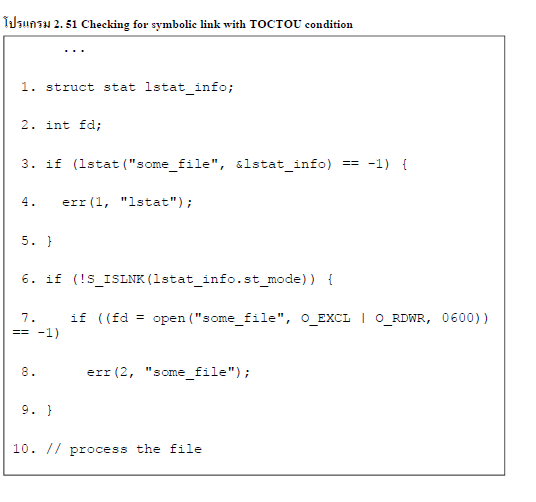 โปรแกรม 2. 51 Checking for symbolic link with TOCTOU condition
...
1. struct stat lstat_info;
2. int fd;
3. if (lstat("some_file", &lstat_info) == -1) {
4.   err(1, "lstat");
5. }
6. if (!S_ISLNK(lstat_info.st_mode)) {
7.    if ((fd = open("some_file", O_EXCL | O_RDWR, 0600))
== -1)
8.      err(2, "some_file");
9. }
10. // process the file